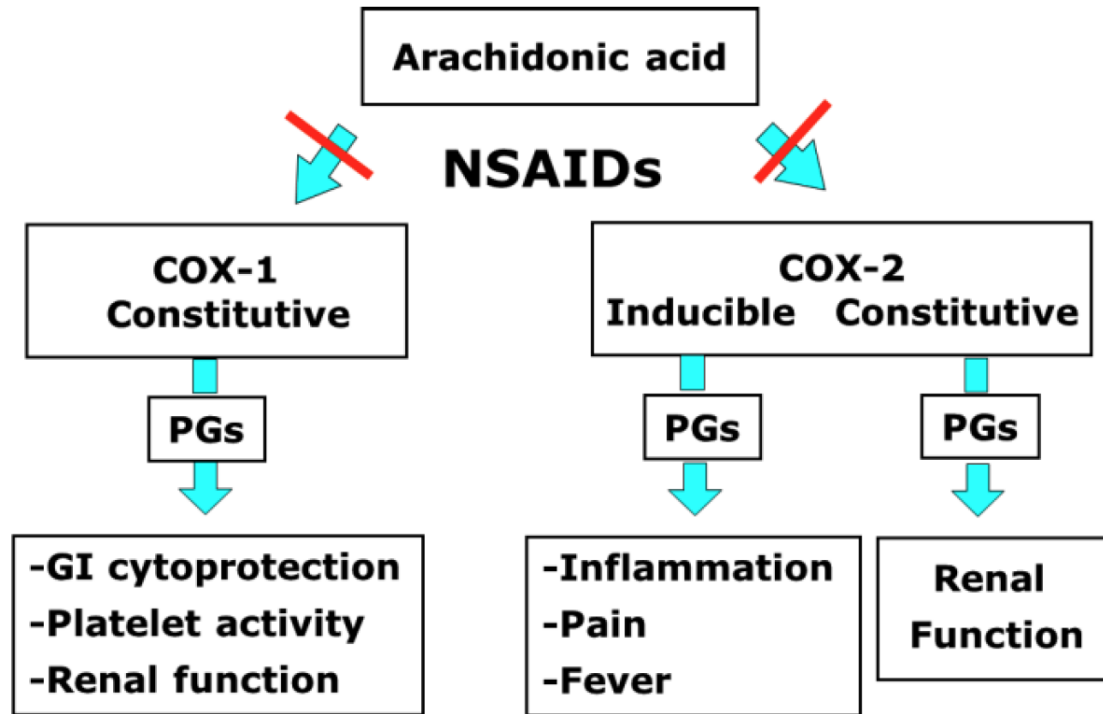 Arachidonic acid
NSAIDs
COX-1
Constitutive
COX-2
Inducible Constitutive
PGs
PGs
PGs
-GI cytoprotection
-Platelet activity
-Renal function
-Inflammation
-Pain
-Fever
Renal
Function